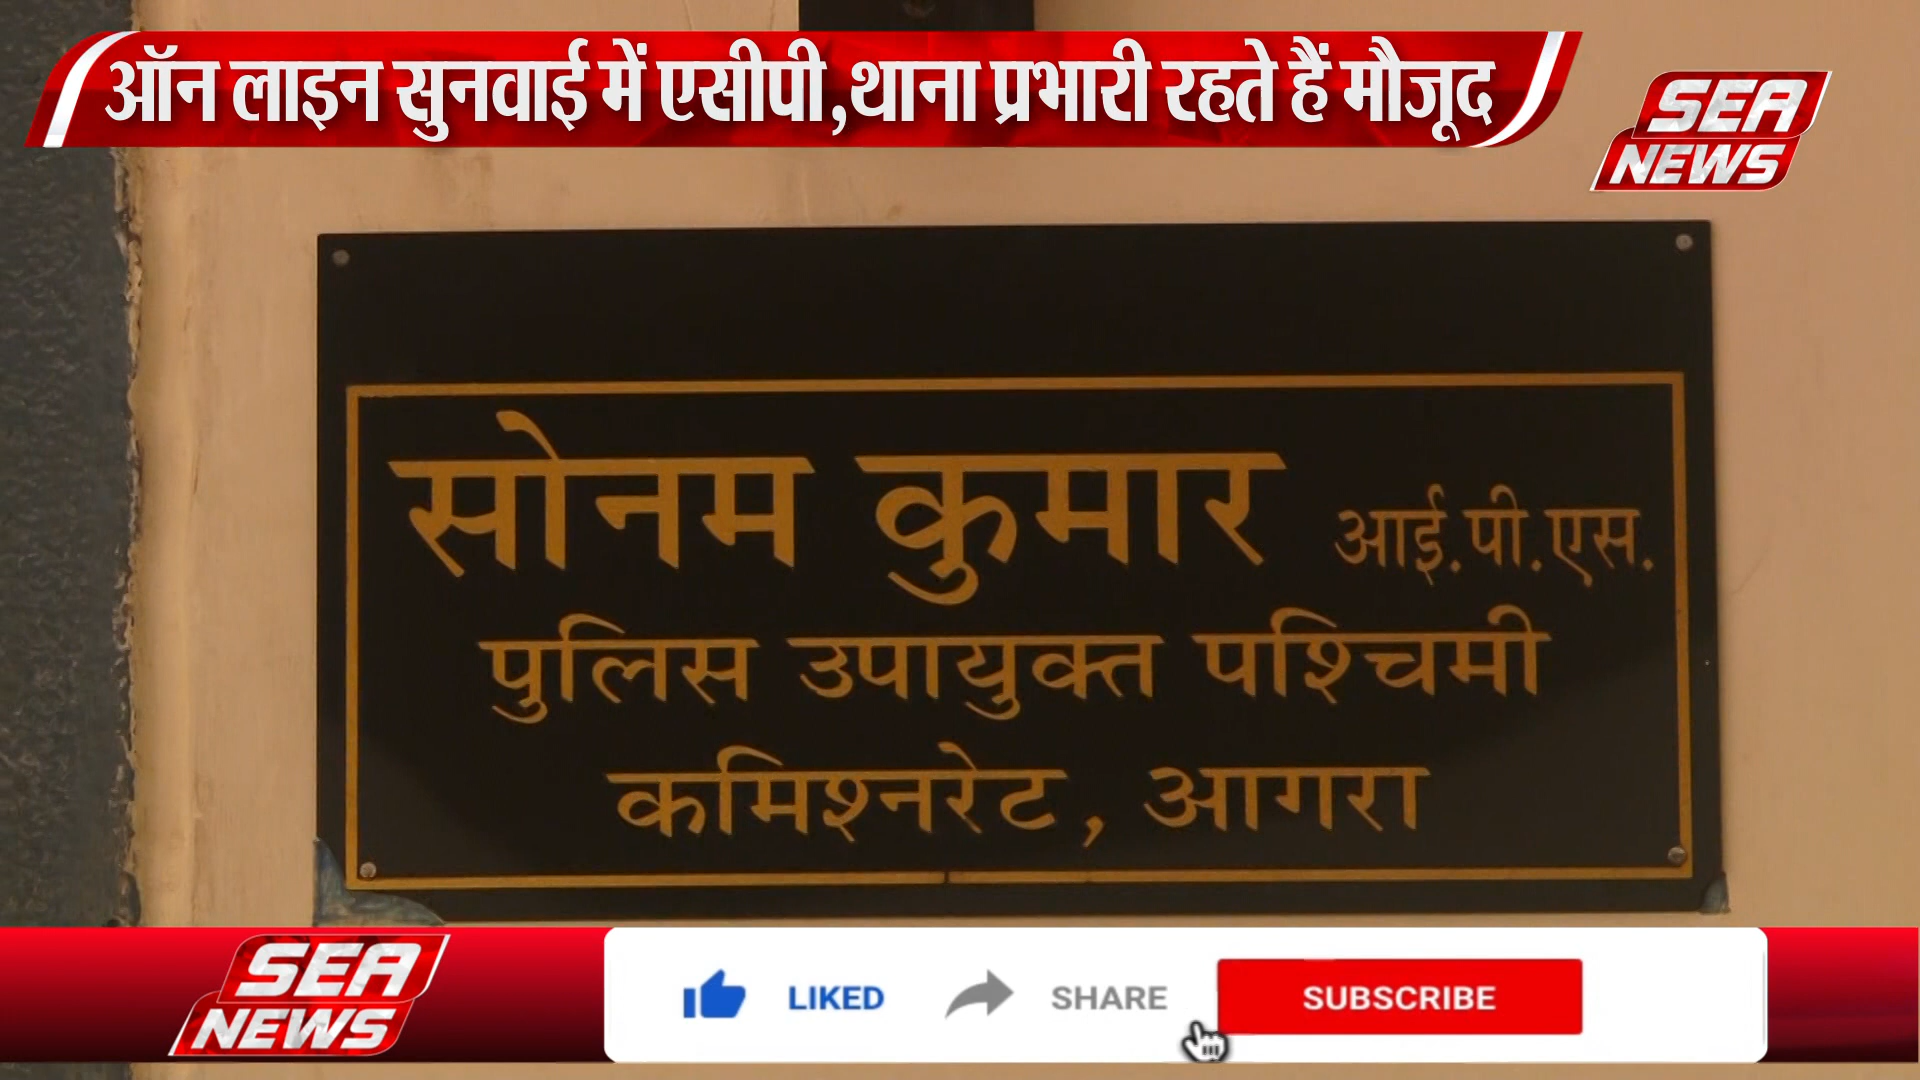 ऑन लाइन सुनवाई में एसीपी,थाना प्रभारी रहते हैं मौजूद
SEA
NEWS
सोनम कुमार आई.पी.एस.
पुलिस उपायुक्त पश्चिमी
कमिश्नरेट, आगरा
SEA
NEWS
LIKED SHARE SUBSCRIBE